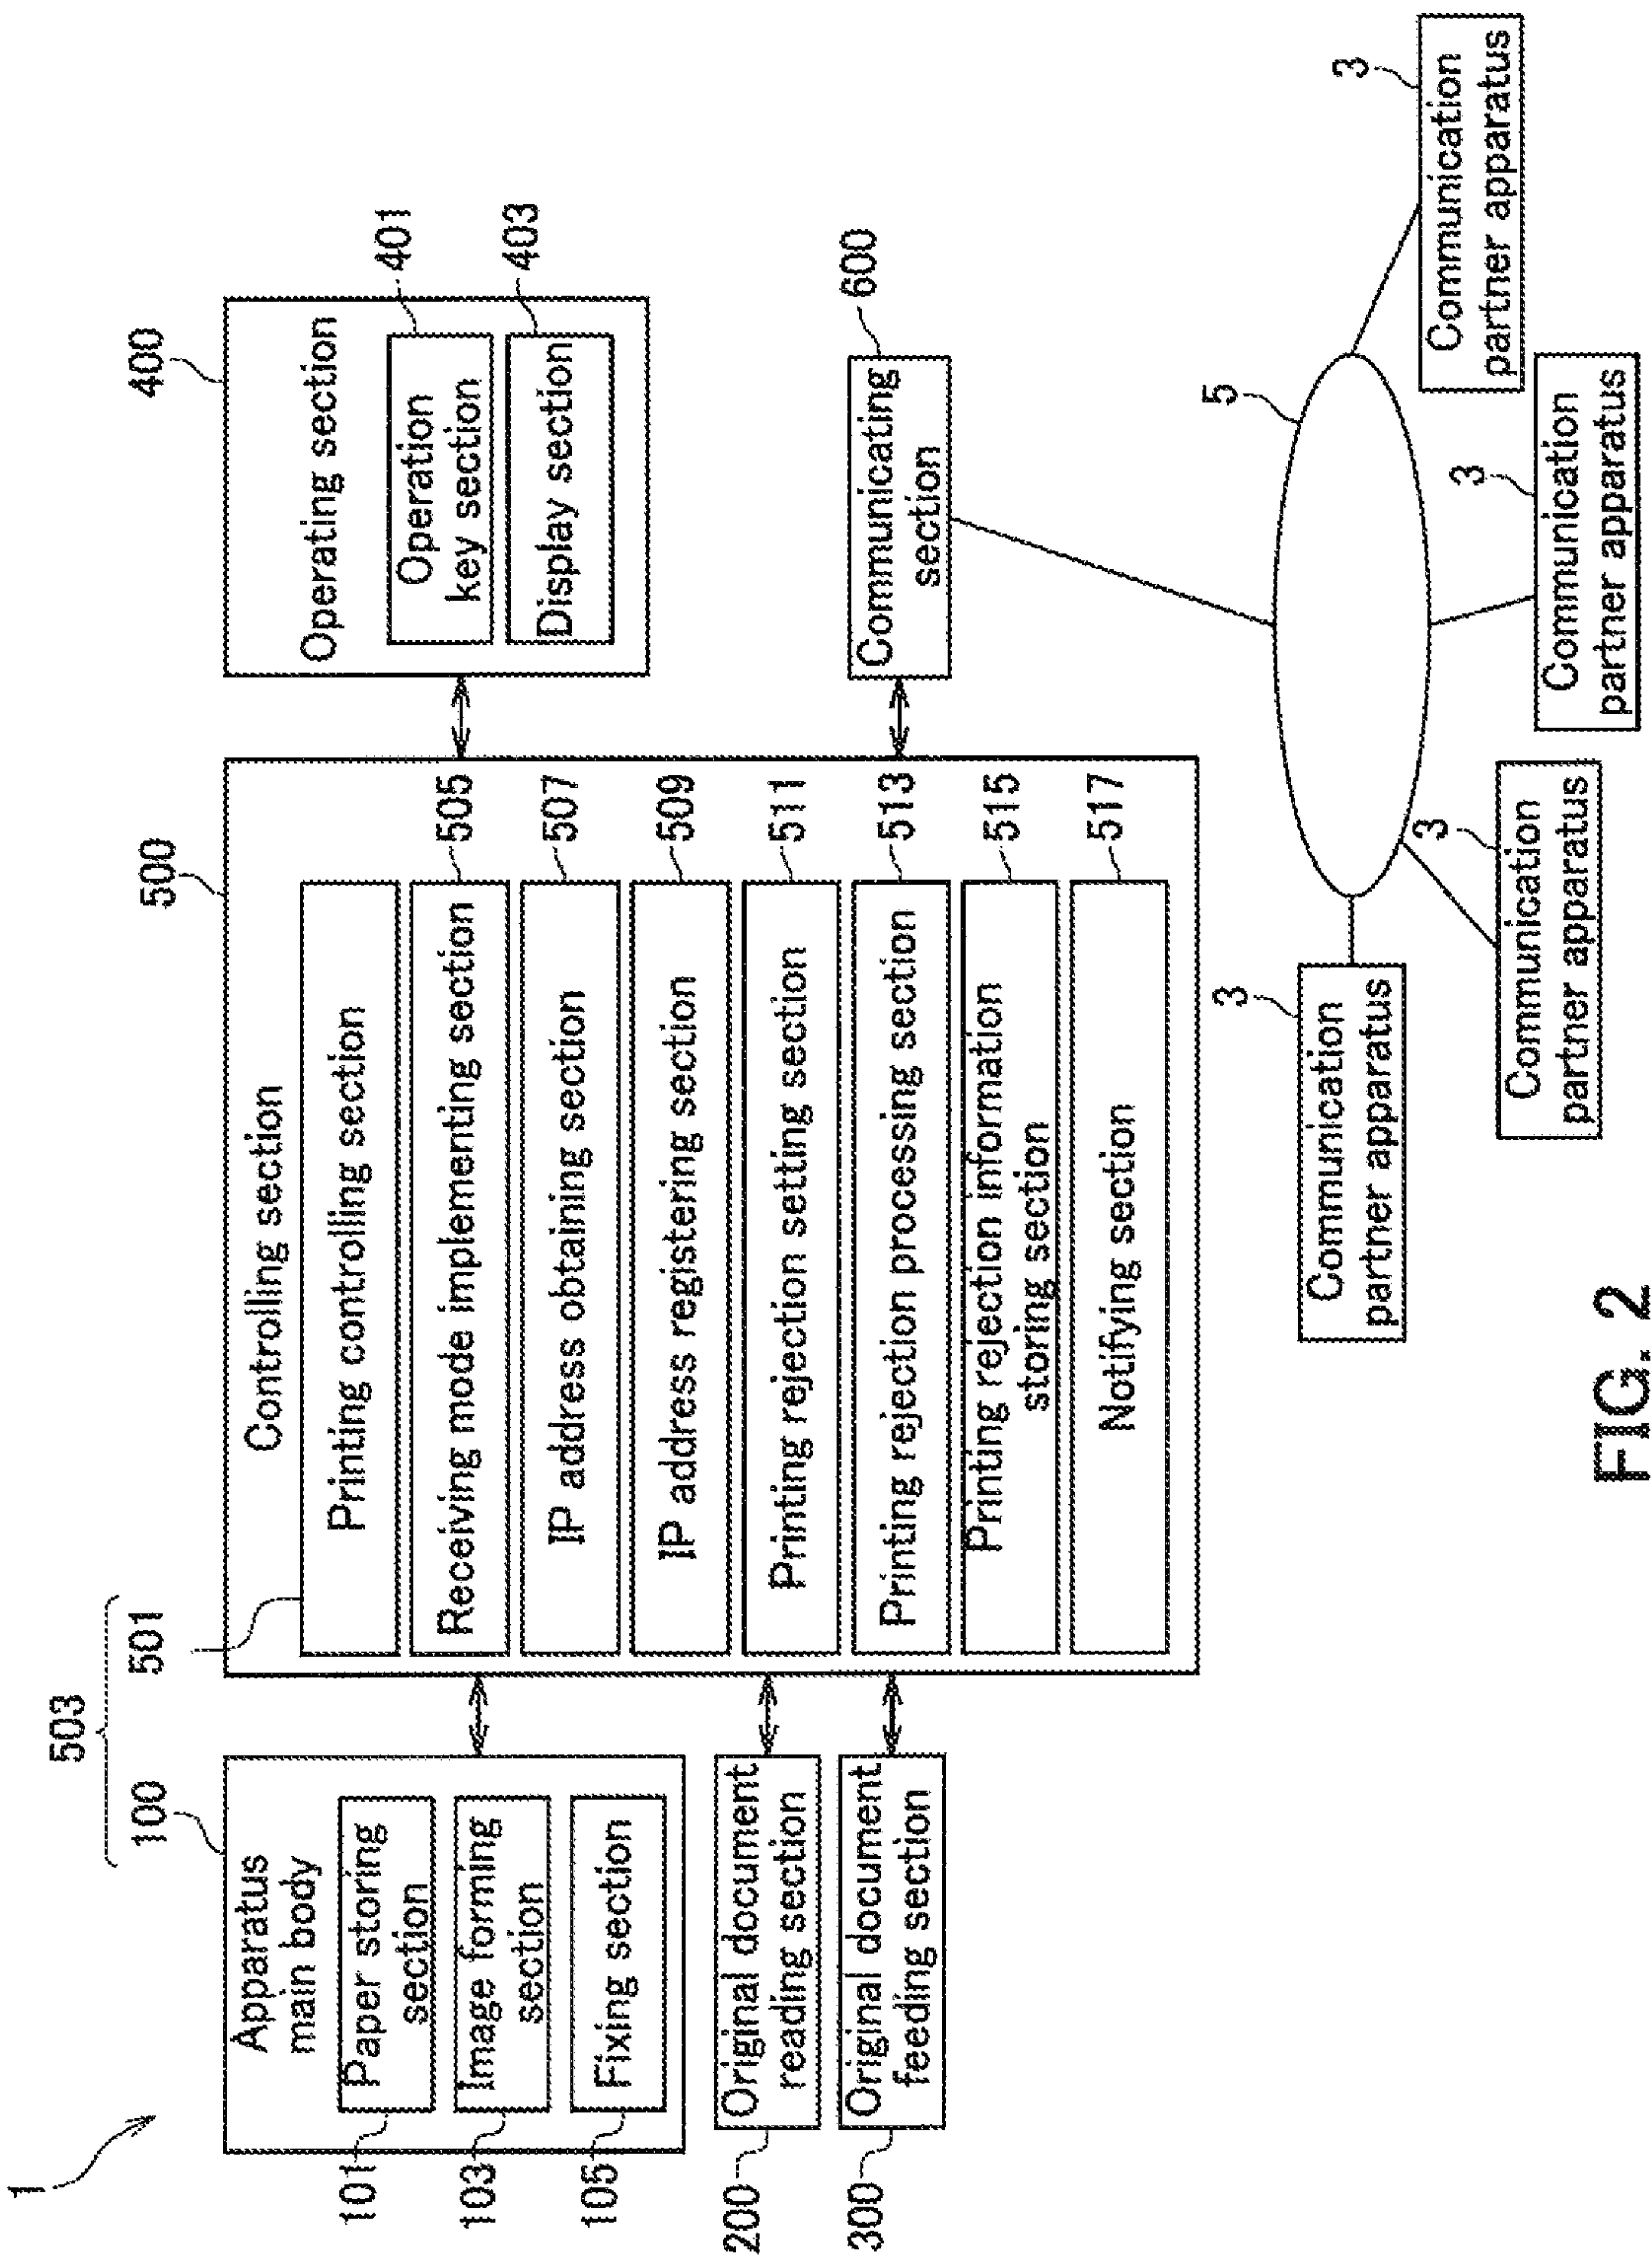 1
503
100
501
500
400
Apparatus
main body
Paper storing
section
101
Image forming
section
103
Fixing section
105
Original document
reading section
200
Original document
feeding section
300
Controlling section
Printing controlling section
Receiving mode implementing section
505
IP address obtaining section
507
IP address registering section
509
Printing rejection setting section
511
Printing rejection processing section
513
Printing rejection information
storing section
515
Notifying section
517
Operating section
Operation
key section
401
Display section
403
Communicating
section
600
5
3
Communication
partner apparatus
3
Communication
partner apparatus
3
Communication
partner apparatus
3
Communication
partner apparatus
FIG. 2